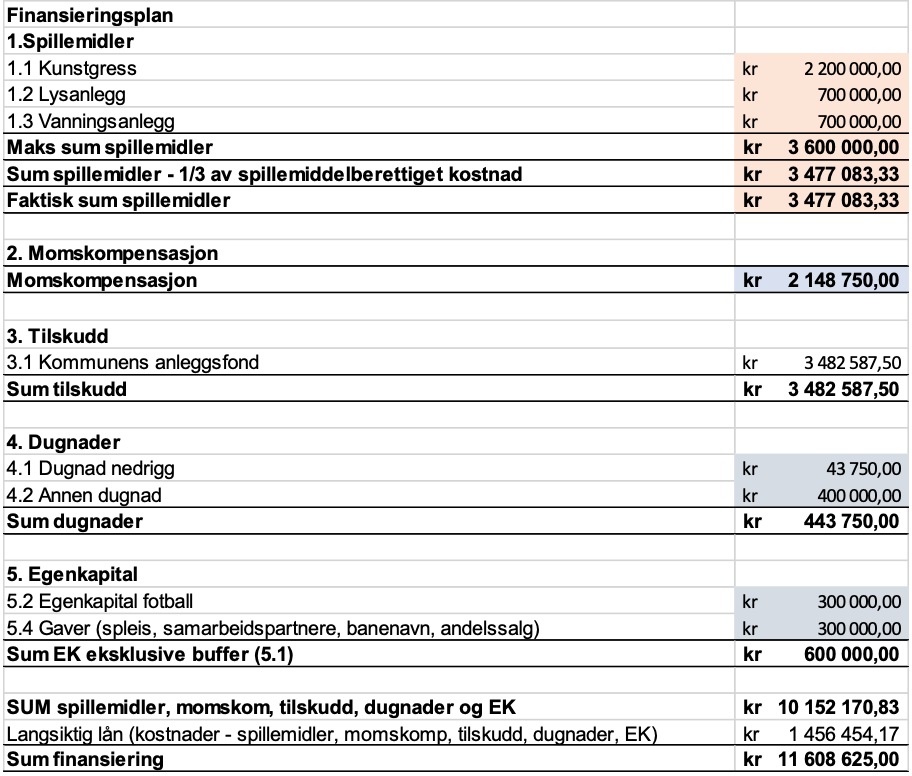 Finansieringsplan
1.Spillemidler
1.1 Kunstgress kr 2 200 000,00
1.2 Lysanlegg kr 700 000,00
1.3 Vanningsanlegg kr 700 000,00
Maks sum spillemidler kr 3 600 000,00
Sum spillemidler - 1/3 av spillemiddelberettiget kostnad kr 3 477 083,33
Faktisk sum spillemidler kr 3 477 083,33
2. Momskompensasjon
Momskompensasjon kr 2 148 750,00
3. Tilskudd
3.1 Kommunens anleggsfond kr 3 482 587,50
Sum tilskudd kr 3 482 587,50
4. Dugnader
4.1 Dugnad nedrigg kr 43 750,00
4.2 Annen dugnad kr 400 000,00
Sum dugnader kr 443 750,00
5. Egenkapital
5.2 Egenkapital fotball kr 300 000,00
5.4 Gaver (spleis, samarbeidspartnere, banenavn, andelssalg) kr 300 000,00
Sum EK eksklusive buffer (5.1) kr 600 000,00
SUM spillemidler, momskom, tilskudd, dugnader og EK kr 10 152 170,83
Langsiktig lån (kostnader - spillemidler, momskomp, tilskudd, dugnader, EK) kr 1 456 454,17
Sum finansiering kr 11 608 625,00